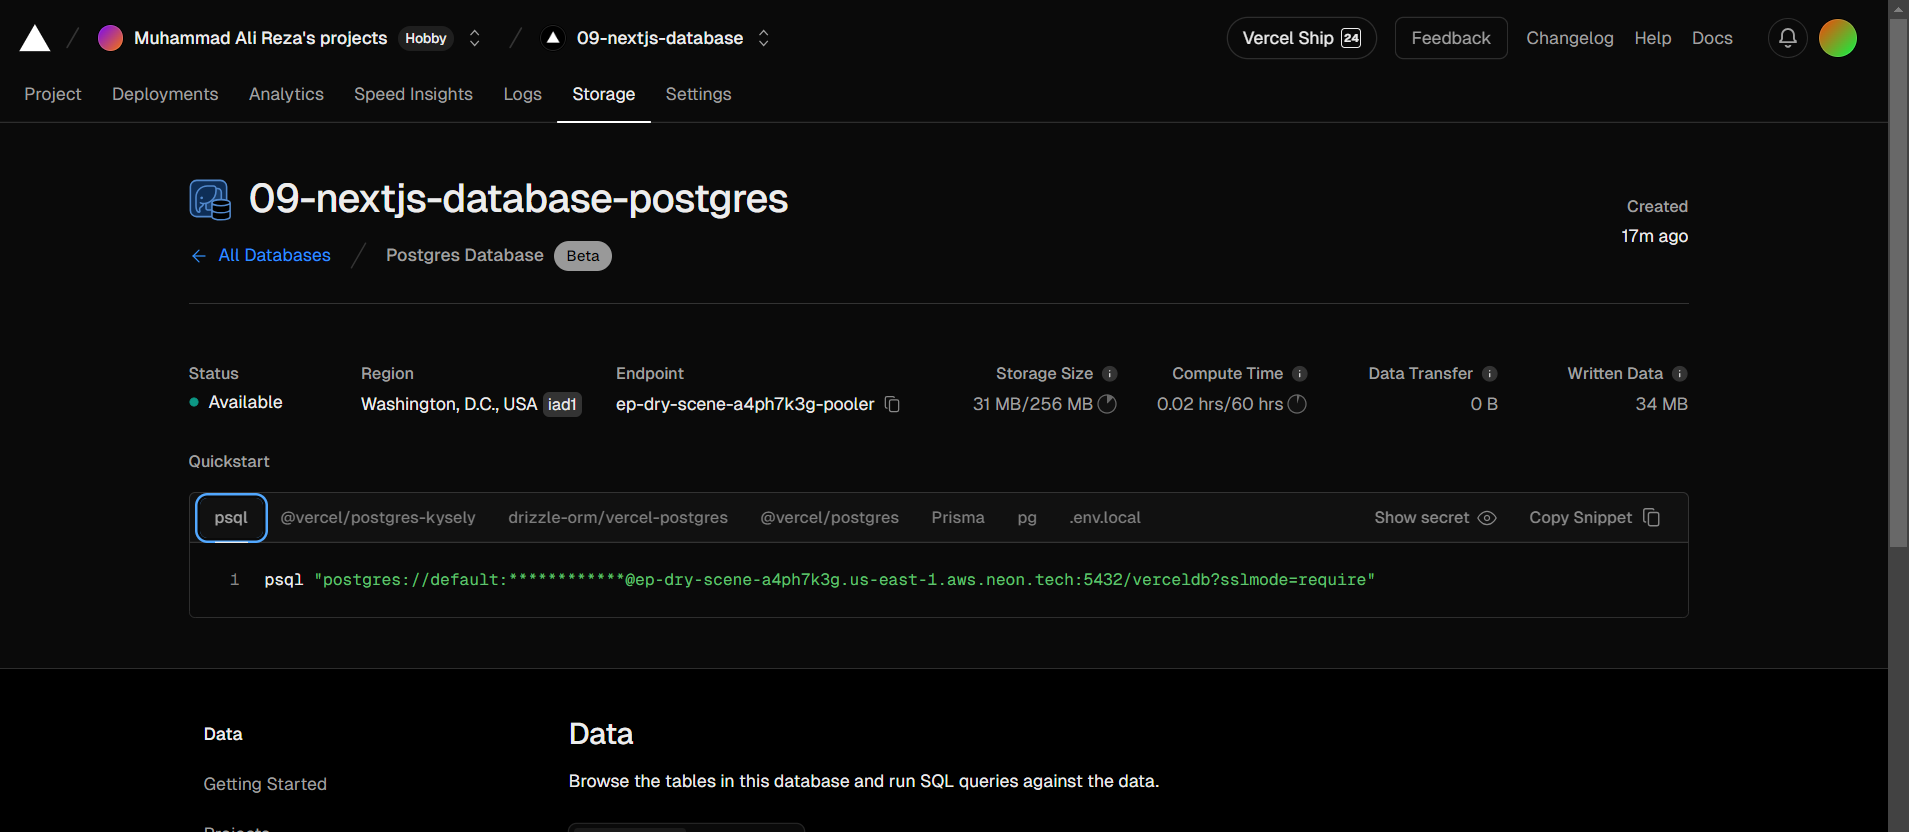 Muhammad Ali Reza's projects Hobby 09-nextjs-database Vercel Ship 24 Feedback Changelog Help Docs
Project Deployments Analytics Speed Insights Logs Storage Settings
09-nextjs-database-postgres
Created
17m ago
← All Databases / Postgres Database Beta
Status Region Endpoint Storage Size Compute Time Data Transfer Written Data
Available Washington, D.C., USA iad1 ep-dry-scene-a4ph7k3g-pooler 31 MB/256 MB 0.02 hrs/60 hrs 0 B 34 MB
Quickstart
psql @vercel/postgres-kysely drizzle-orm/vercel-postgres @vercel/postgres Prisma pg .env.local Show secret Copy Snippet
1 psql "postgres://default:************@ep-dry-scene-a4ph7k3g.us-east-1.aws.neon.tech:5432/verceldb?sslmode=require"
Data
Getting Started
Projects
Data
Browse the tables in this database and run SQL queries against the data.